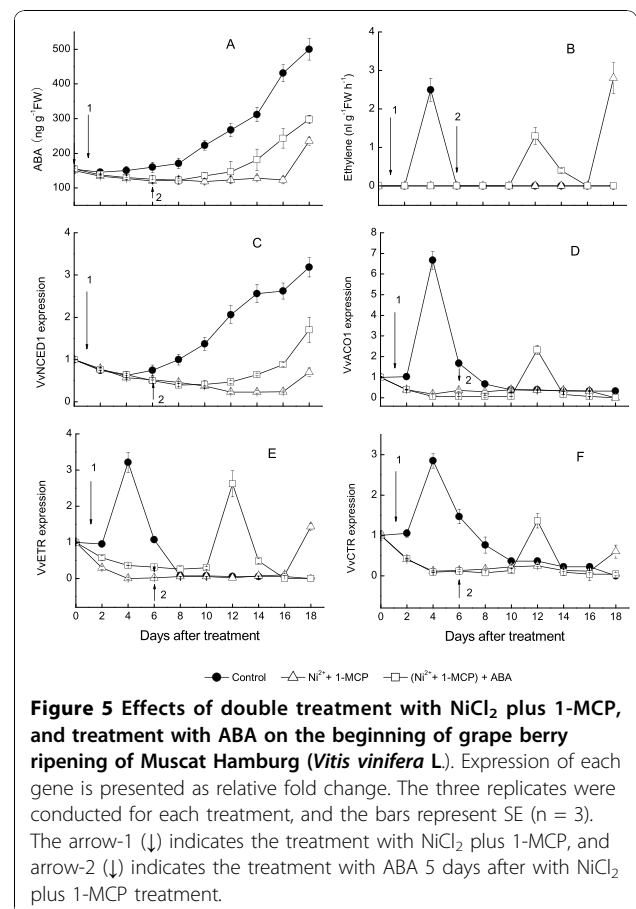 A
B
1
2
ABA (ng g⁻¹FW)
500
400
300
200
100
Ethylene (nl g⁻¹FW h⁻¹)
4
3
2
1
0
1
2
C
D
1
2
VvNCED1 expression
4
3
2
1
0
VvACO1 expression
8
7
6
5
4
2
1
0
1
2
E
F
1
2
VvETR expression
4
3
1
0
VvCTR expression
3
2
1
0
1
2
0 2 4 6 8 10 12 14 16 18
0 2 4 6 8 10 12 14 16 18
Days after treatment
Days after treatment
Control Ni²⁺+ 1-MCP (Ni²⁺+ 1-MCP) + ABA
Figure 5 Effects of double treatment with NiCl₂ plus 1-MCP,
and treatment with ABA on the beginning of grape berry
ripening of Muscat Hamburg (Vitis vinifera L.). Expression of each
gene is presented as relative fold change. The three replicates were
conducted for each treatment, and the bars represent SE (n = 3).
The arrow-1 (↓) indicates the treatment with NiCl₂ plus 1-MCP, and
arrow-2 (↓) indicates the treatment with ABA 5 days after with NiCl₂
plus 1-MCP treatment.